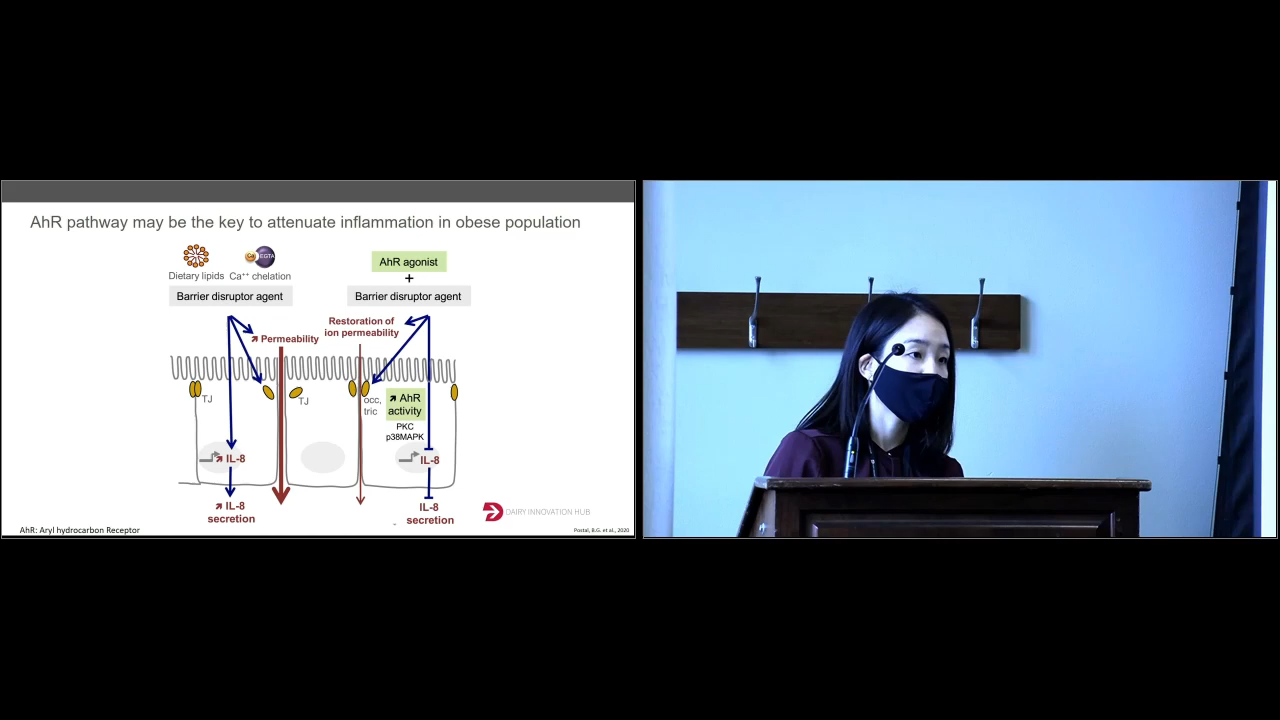 AhR pathway may be the key to attenuate inflammation in obese population
Dietary lipids
EGTA
Ca⁺⁺ chelation
Barrier disruptor agent
AhR agonist
+
Barrier disruptor agent
↗ Permeability
Restoration of
ion permeability
TJ
TJ
occ,
tric
↗ AhR
activity
PKC
p38MAPK
↗ IL-8
IL-8
↗ IL-8
secretion
IL-8
secretion
DAIRY INNOVATION HUB
AhR: Aryl hydrocarbon Receptor
Postal, B.G. et al., 2020